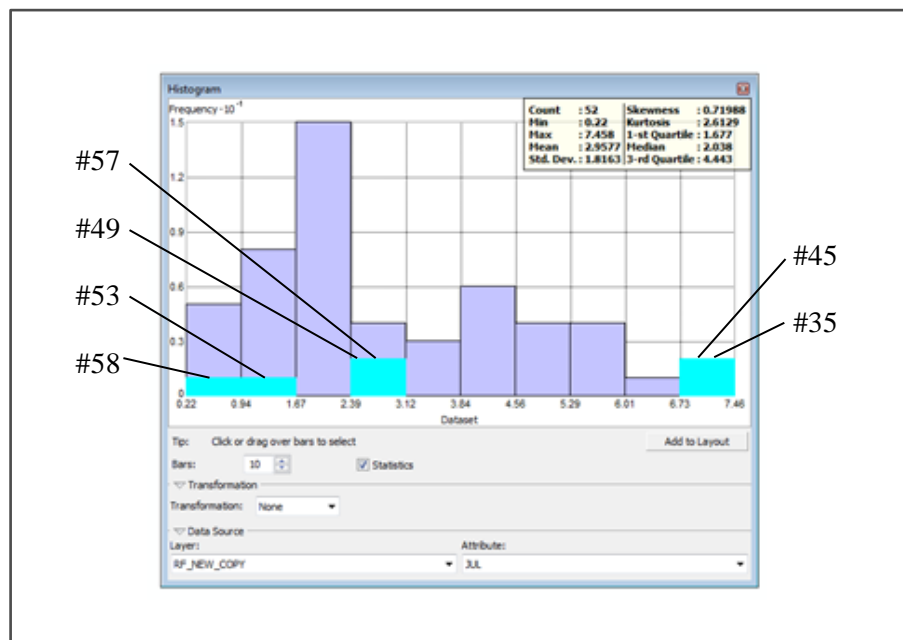 Histogram
Frequency · 10 ⁻¹
Count : 52 Skewness : 0.71988
Min : 0.22 Kurtosis : 2.6129
Max : 7.458 1-st Quartile : 1.677
Mean : 2.9577 Median : 2.038
Std. Dev. : 1.8163 3-rd Quartile : 4.443
1.5
1.2
0.9
0.6
0.3
0
#57
#49
#53
#58
#45
#35
0.22 0.94 1.67 2.39 3.12 3.84 4.56 5.29 6.01 6.73 7.46
Dataset
Tip: Click or drag over bars to select Add to Layout
Bars: 10 Statistics
Transformation
Transformation: None
Data Source
Layer: Attribute:
RF_NEW_COPY JUL